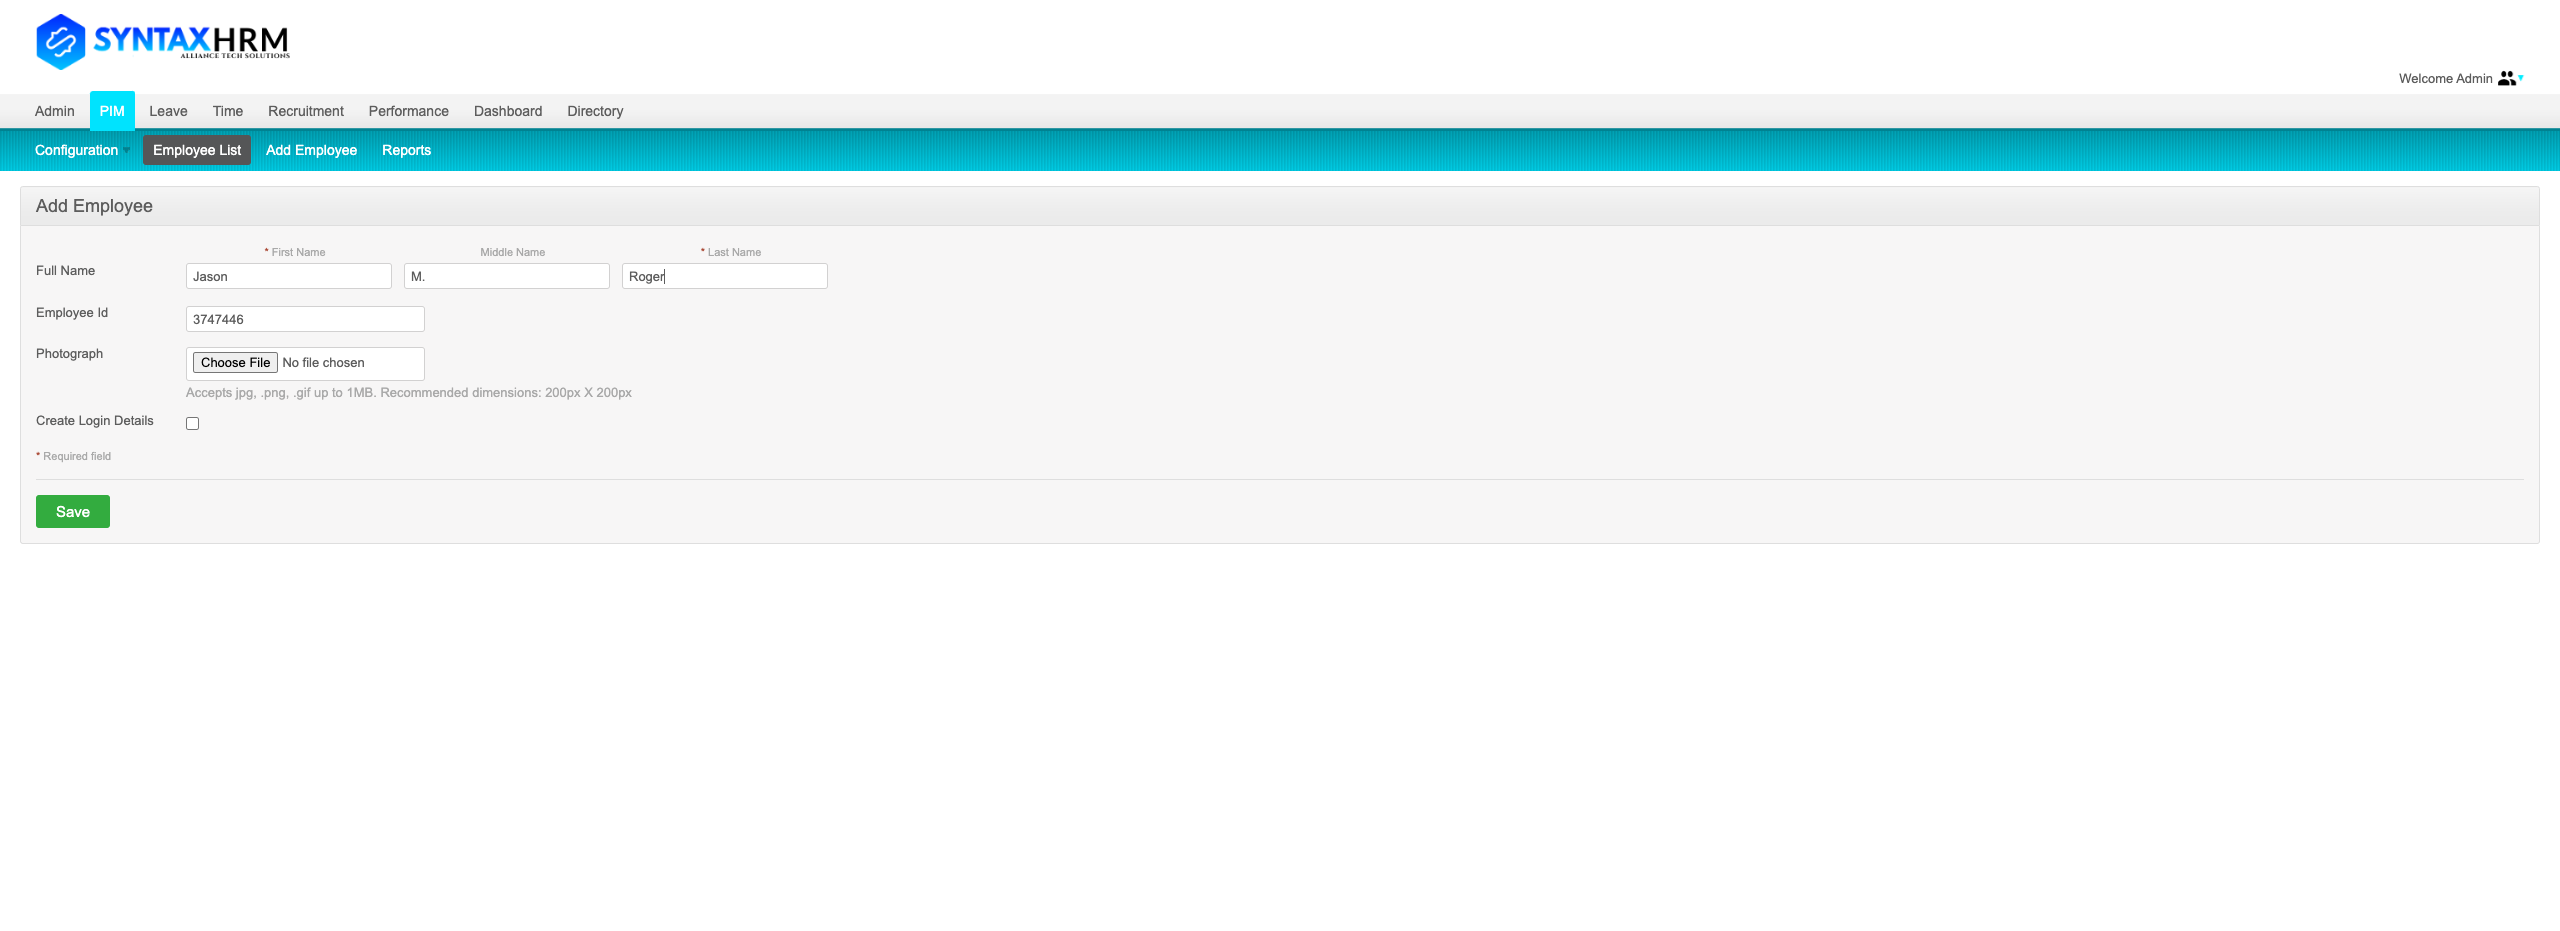 SYNTAXHRM
ALLIANCE TECH SOLUTIONS
Welcome Admin
Admin PIM Leave Time Recruitment Performance Dashboard Directory
Configuration Employee List Add Employee Reports
Add Employee
* First Name Middle Name * Last Name
Full Name Jason M. Roger
Employee Id 3747446
Photograph Choose File No file chosen
Accepts jpg, .png, .gif up to 1MB. Recommended dimensions: 200px X 200px
Create Login Details
* Required field
Save